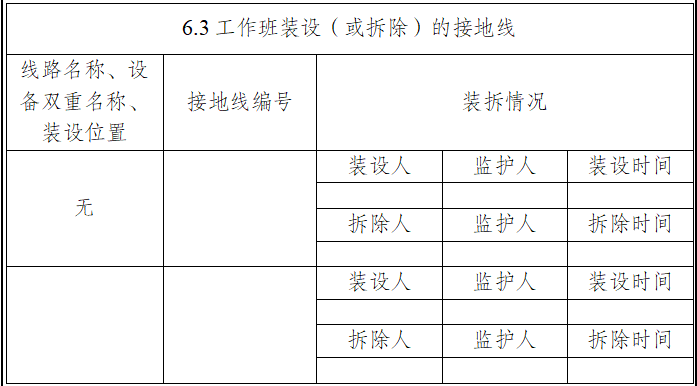 6.3工作班装设（或拆除）的接地线
线路名称、设
备双重名称、
装设位置
接地线编号
装拆情况
无
装设人
监护人
装设时间
拆除人
监护人
拆除时间
装设人
监护人
装设时间
拆除人
监护人
拆除时间